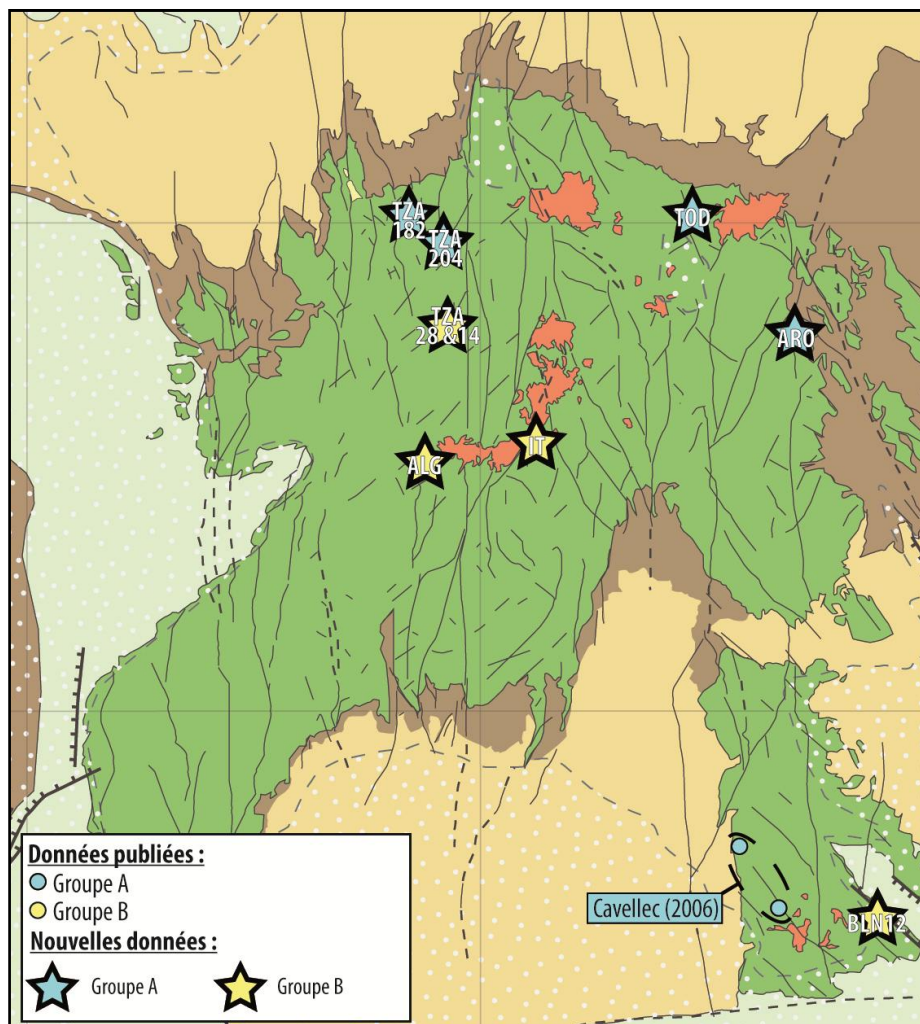 TZA
182
TZA
204
TOD
TZA
28 & 14
ARO
ALG
IT
Données publiées :
Groupe A
Groupe B
Nouvelles données :
Groupe A
Groupe B
Cavellec (2006)
BLN12